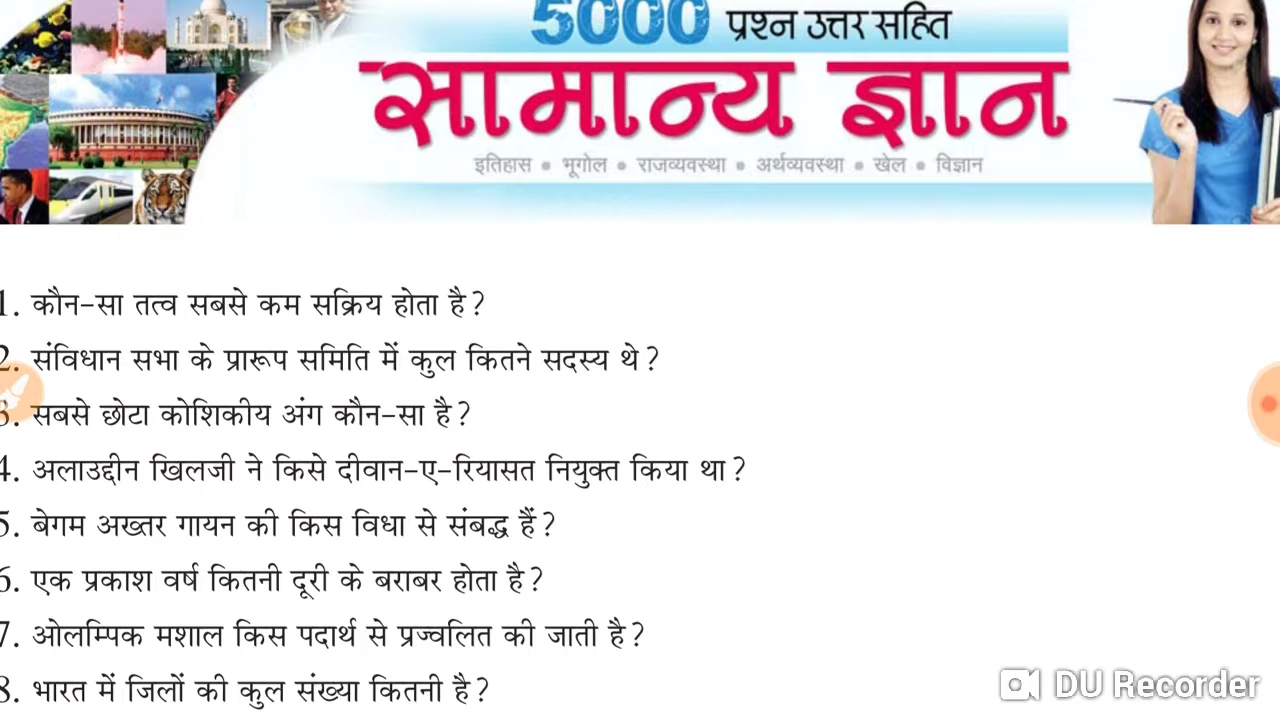 5000 प्रश्न उत्तर सहित
सामान्य ज्ञान
इतिहास • भूगोल • राजव्यवस्था • अर्थव्यवस्था • खेल • विज्ञान
1. कौन-सा तत्व सबसे कम सक्रिय होता है?
2. संविधान सभा के प्रारूप समिति में कुल कितने सदस्य थे?
3. सबसे छोटा कोशिकीय अंग कौन-सा है?
4. अलाउद्दीन खिलजी ने किसे दीवान-ए-रियासत नियुक्त किया था?
5. बेगम अख्तर गायन की किस विधा से संबद्ध हैं?
6. एक प्रकाश वर्ष कितनी दूरी के बराबर होता है?
7. ओलम्पिक मशाल किस पदार्थ से प्रज्वलित की जाती है?
8. भारत में जिलों की कुल संख्या कितनी है?
DU Recorder